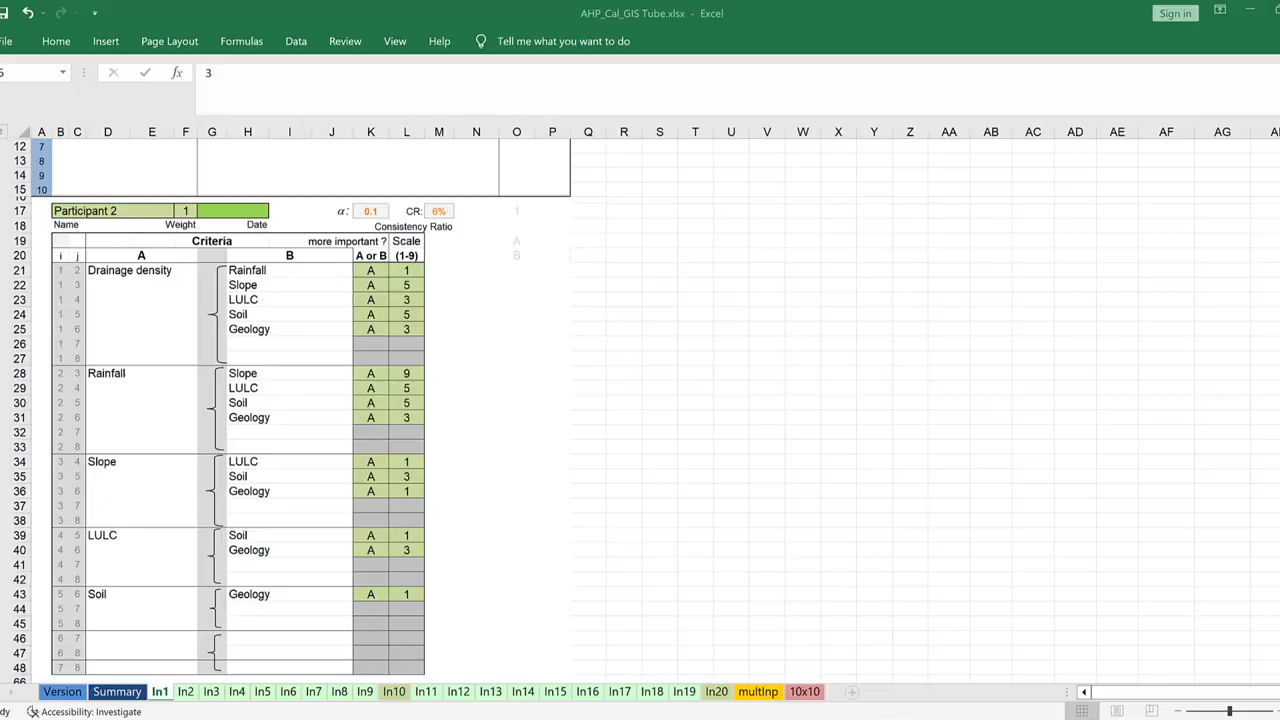 AHP_Cal_GIS Tube.xlsx - Excel
Sign in
File Home Insert Page Layout Formulas Data Review View Help Tell me what you want to do
fx 3
A B C D E F G H I J K L M N O P Q R S T U V W X Y Z AA AB AC AD AE AF AG
12 7
13 8
14 9
15 10
17 Participant 2 1 α: 0.1 CR: 6% 1
18 Name Weight Date Consistency Ratio
19 Criteria more important ? Scale A
20 i j A B A or B (1-9) B
21 1 2 Drainage density Rainfall A 1
22 1 3 Slope A 5
23 1 4 LULC A 3
24 1 5 Soil A 5
25 1 6 Geology A 3
26 1 7
27 1 8
28 2 3 Rainfall Slope A 9
29 2 4 LULC A 5
30 2 5 Soil A 5
31 2 6 Geology A 3
32 2 7
33 2 8
34 3 4 Slope LULC A 1
35 3 5 Soil A 3
36 3 6 Geology A 1
37 3 7
38 3 8
39 4 5 LULC Soil A 1
40 4 6 Geology A 3
41 4 7
42 4 8
43 5 6 Soil Geology A 1
44 5 7
45 5 8
46 6 7
47 6 8
48 7 8
Version Summary In1 In2 In3 In4 In5 In6 In7 In8 In9 In10 In11 In12 In13 In14 In15 In16 In17 In18 In19 In20 multInp 10x10
Accessibility: Investigate